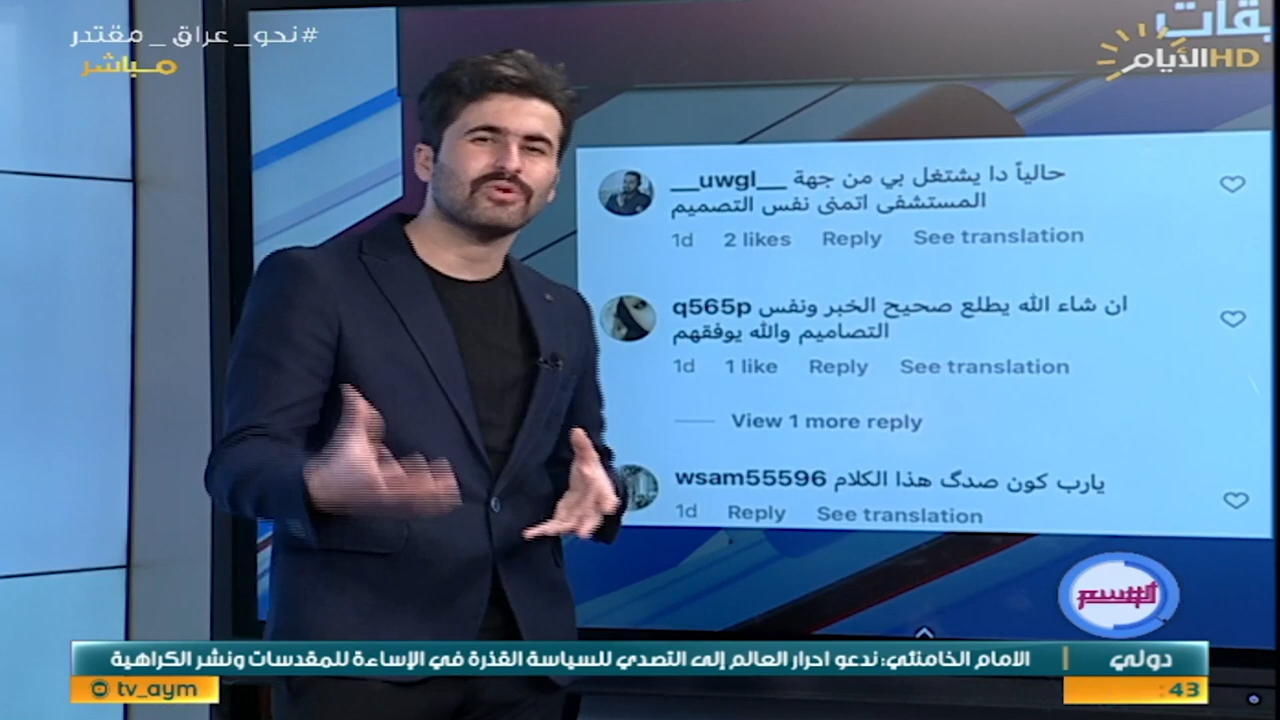 #نحو_عراق_مقتدر
مباشر
الأيام HD
__uwgl__ حالياً دا يشتغل بي من جهة
المستشفى اتمنى نفس التصميم
1d 2 likes Reply See translation
q565p ان شاء الله يطلع صحيح الخبر ونفس
التصاميم والله يوفقهم
1d 1 like Reply See translation
View 1 more reply
wsam55596 يارب كون صدگ هذا الكلام
1d Reply See translation
دولي | الامام الخامنئي: ندعو احرار العالم إلى التصدي للسياسة القذرة في الإساءة للمقدسات ونشر الكراهية
tv_aym
:43